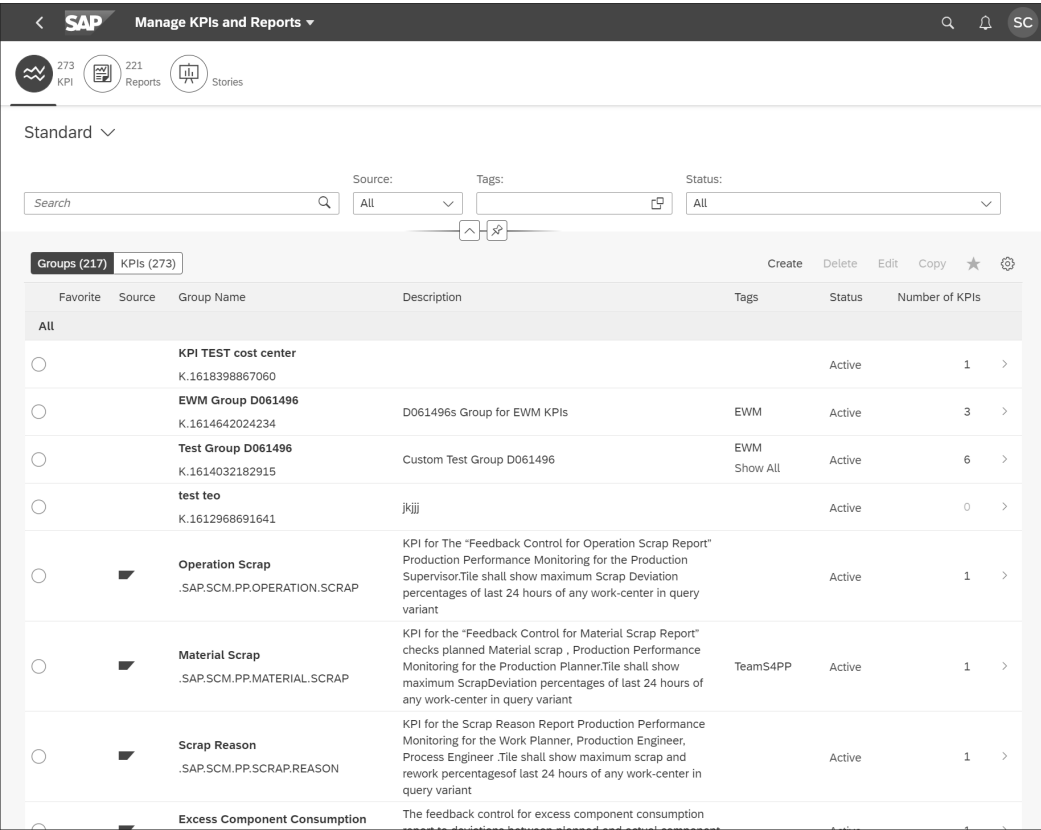 SAP Manage KPIs and Reports SC
273
KPI
221
Reports
Stories
Standard
Source: Tags: Status:
Search All All
Groups (217) KPIs (273) Create Delete Edit Copy
Favorite Source Group Name Description Tags Status Number of KPIs
All
KPI TEST cost center
K.1618398867060
Active 1
EWM Group D061496
K.1614642024234
D061496s Group for EWM KPIs EWM Active 3
Test Group D061496
K.1614032182915
Custom Test Group D061496
EWM
Show All
Active 6
test teo
K.1612968691641
jkjjj Active 0
Operation Scrap
.SAP.SCM.PP.OPERATION.SCRAP
KPI for The “Feedback Control for Operation Scrap Report”
Production Performance Monitoring for the Production
Supervisor.Tile shall show maximum Scrap Deviation
percentages of last 24 hours of any work-center in query
variant
Active 1
Material Scrap
.SAP.SCM.PP.MATERIAL.SCRAP
KPI for the “Feedback Control for Material Scrap Report”
checks planned Material scrap , Production Performance
Monitoring for the Production Planner.Tile shall show
maximum ScrapDeviation percentages of last 24 hours of
any work-center in query variant
TeamS4PP Active 1
Scrap Reason
.SAP.SCM.PP.SCRAP.REASON
KPI for the Scrap Reason Report Production Performance
Monitoring for the Work Planner, Production Engineer,
Process Engineer .Tile shall show maximum scrap and
rework percentagesof last 24 hours of any work-center in
query variant
Active 1
Excess Component Consumption
The feedback control for excess component consumption
report to deviations between planned and actual component
Active 1